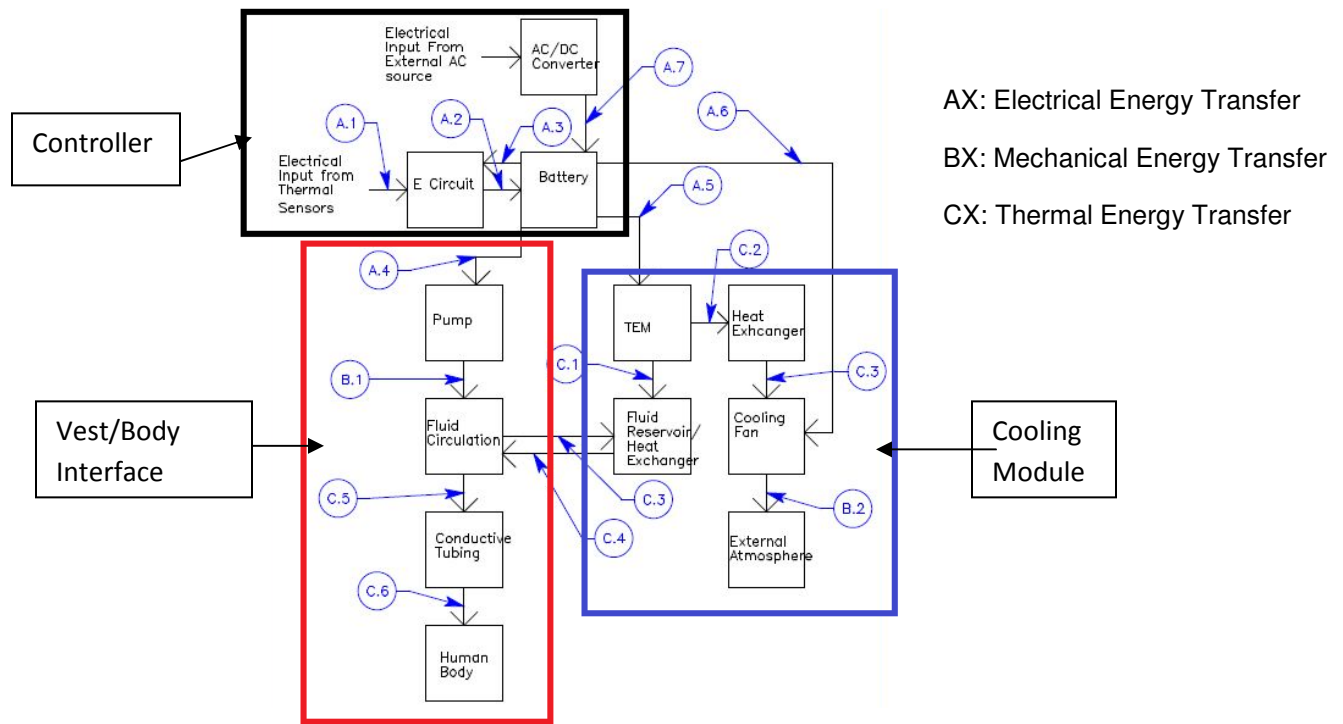 Electrical
Input From
External AC
source
AC/DC
Converter
A.7
A.6
AX: Electrical Energy Transfer
BX: Mechanical Energy Transfer
CX: Thermal Energy Transfer
Controller
A.1
A.2
A.3
Electrical
Input from
Thermal
Sensors
E Circuit
Battery
A.5
A.4
C.2
Pump
TEM
Heat
Exhcanger
B.1
C.1
C.3
Vest/Body
Interface
Fluid
Circulation
Fluid
Reservoir/
Heat
Exchanger
Cooling
Fan
Cooling
Module
C.5
C.3
C.4
B.2
Conductive
Tubing
External
Atmosphere
C.6
Human
Body